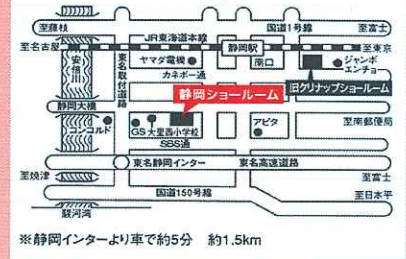 至藤枝
国道1号線
至富士
JR東海道本線
静岡駅
至名古屋
至東京
安倍川
東名取付道路
ヤマダ電機
南口
ジャンボエンチョー
カネボー通
静岡ショールーム
旧クリナップショールーム
静岡大橋
コンコルド
GS
大里西小学校
アピタ
至南郵便局
SBS通
東名静岡インター
東名高速道路
至焼津
至富士
国道150号線
至日本平
駿河湾
※静岡インターより車で約5分 約1.5km